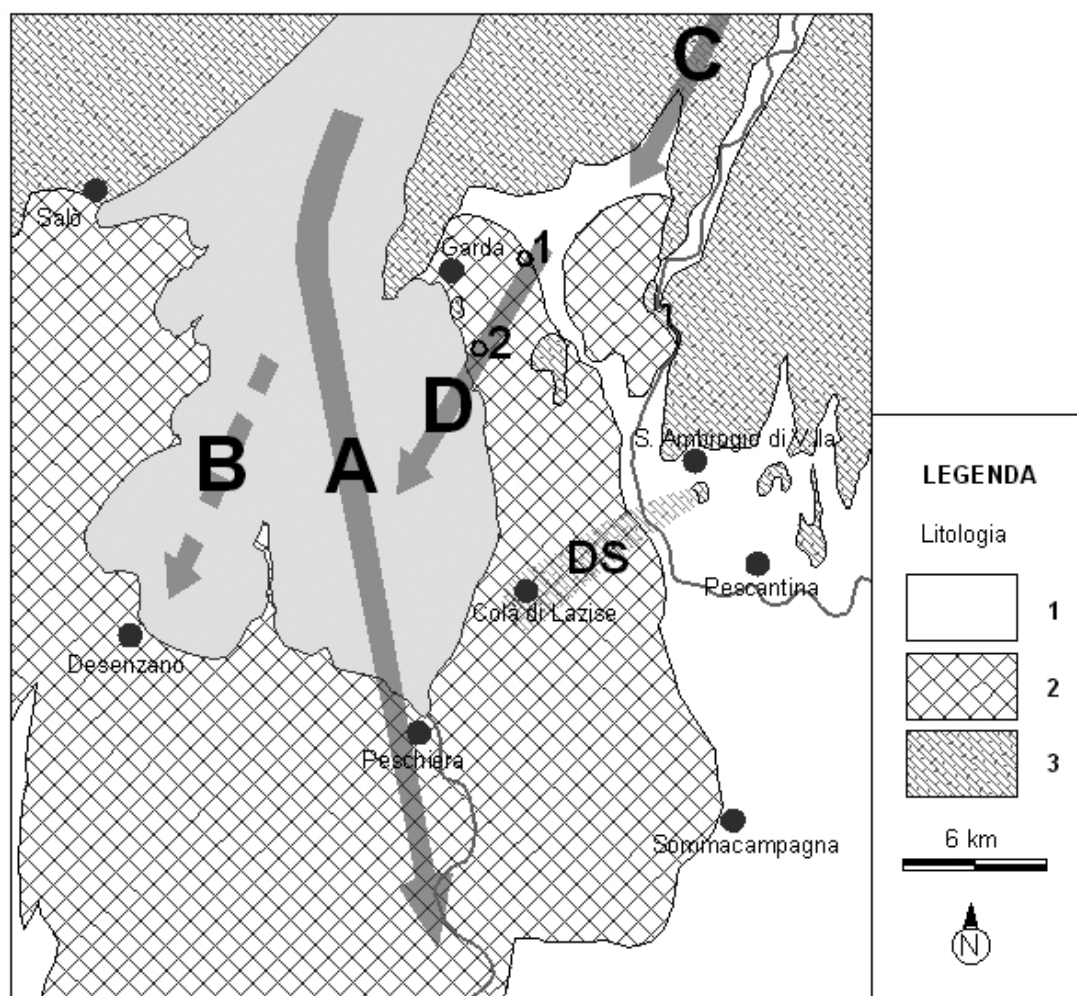 C
Salò
Garda
1
2
D
B
A
S. Ambrogio di V.lla
DS
Pescantina
Colà di Lazise
Desenzano
Peschiera
Sommacampagna
LEGENDA
Litologia
1
2
3
6 km
N